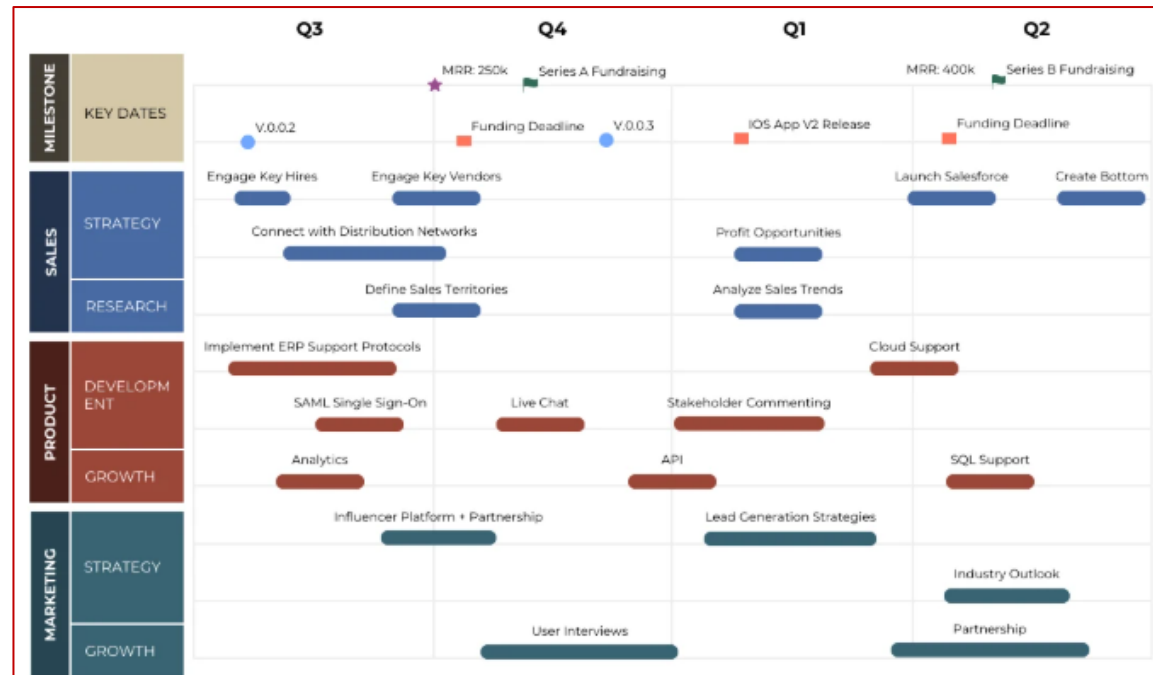 Q3 Q4 Q1 Q2
MILESTONE
KEY DATES
MRR: 250k Series A Fundraising MRR: 400k Series B Fundraising
V.0.0.2 Funding Deadline V.0.0.3 IOS App V2 Release Funding Deadline
SALES
STRATEGY
Engage Key Hires Engage Key Vendors Launch Salesforce Create Bottom
Connect with Distribution Networks Profit Opportunities
RESEARCH
Define Sales Territories Analyze Sales Trends
PRODUCT
DEVELOPM
ENT
Implement ERP Support Protocols Cloud Support
SAML Single Sign-On Live Chat Stakeholder Commenting
GROWTH
Analytics API SQL Support
MARKETING
STRATEGY
Influencer Platform + Partnership Lead Generation Strategies
Industry Outlook
GROWTH
User Interviews Partnership